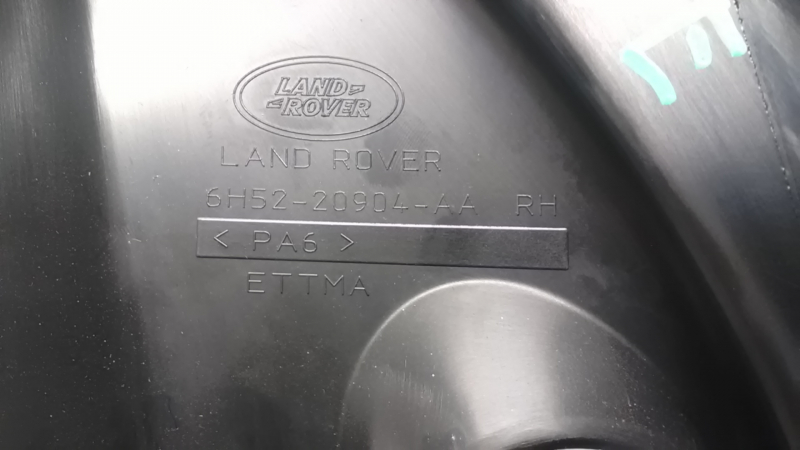 LAND-
-ROVER
LAND ROVER
6H52-20904-AA RH
< PA6 >
ETTMA